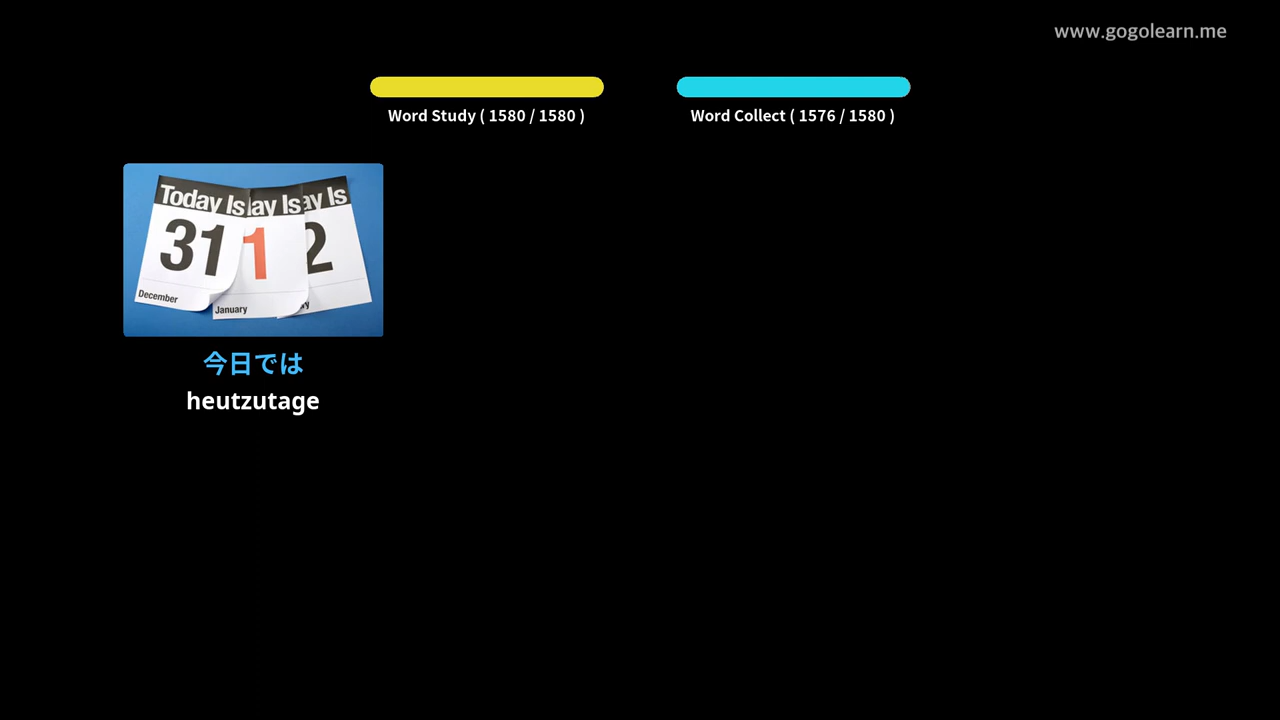 www.gogolearn.me
Word Study ( 1580 / 1580 )
Word Collect ( 1576 / 1580 )
Today Is
ay Is
ay Is
31
1
2
December
January
ry
今日では
heutzutage